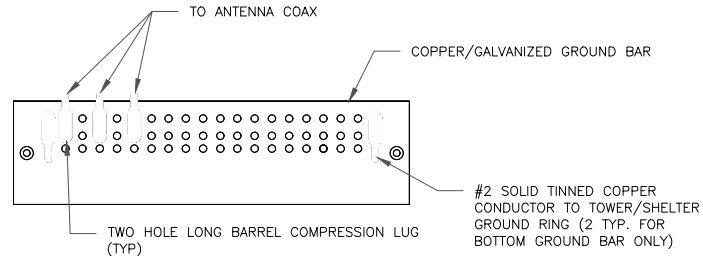 TO ANTENNA COAX
COPPER/GALVANIZED GROUND BAR
#2 SOLID TINNED COPPER
CONDUCTOR TO TOWER/SHELTER
GROUND RING (2 TYP. FOR
BOTTOM GROUND BAR ONLY)
TWO HOLE LONG BARREL COMPRESSION LUG
(TYP)